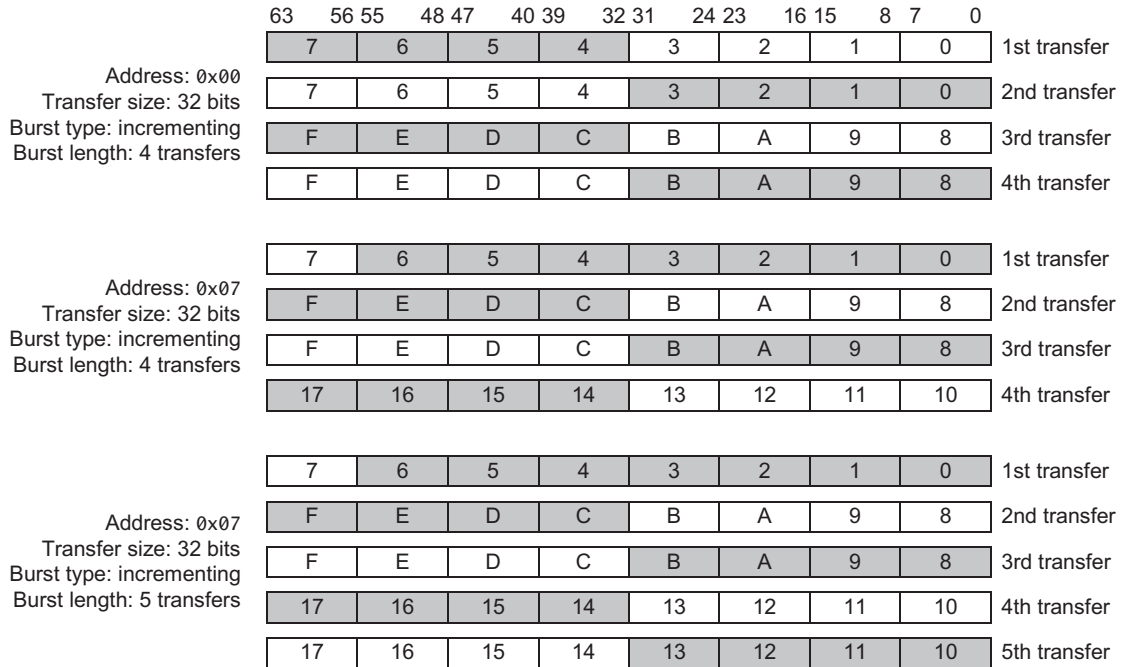 63 56 55 48 47 40 39 32 31 24 23 16 15 8 7 0
7 6 5 4 3 2 1 0 1st transfer
Address: 0x00
Transfer size: 32 bits
Burst type: incrementing
Burst length: 4 transfers
7 6 5 4 3 2 1 0 2nd transfer
F E D C B A 9 8 3rd transfer
F E D C B A 9 8 4th transfer
7 6 5 4 3 2 1 0 1st transfer
Address: 0x07
Transfer size: 32 bits
Burst type: incrementing
Burst length: 4 transfers
F E D C B A 9 8 2nd transfer
F E D C B A 9 8 3rd transfer
17 16 15 14 13 12 11 10 4th transfer
7 6 5 4 3 2 1 0 1st transfer
Address: 0x07
Transfer size: 32 bits
Burst type: incrementing
Burst length: 5 transfers
F E D C B A 9 8 2nd transfer
F E D C B A 9 8 3rd transfer
17 16 15 14 13 12 11 10 4th transfer
17 16 15 14 13 12 11 10 5th transfer